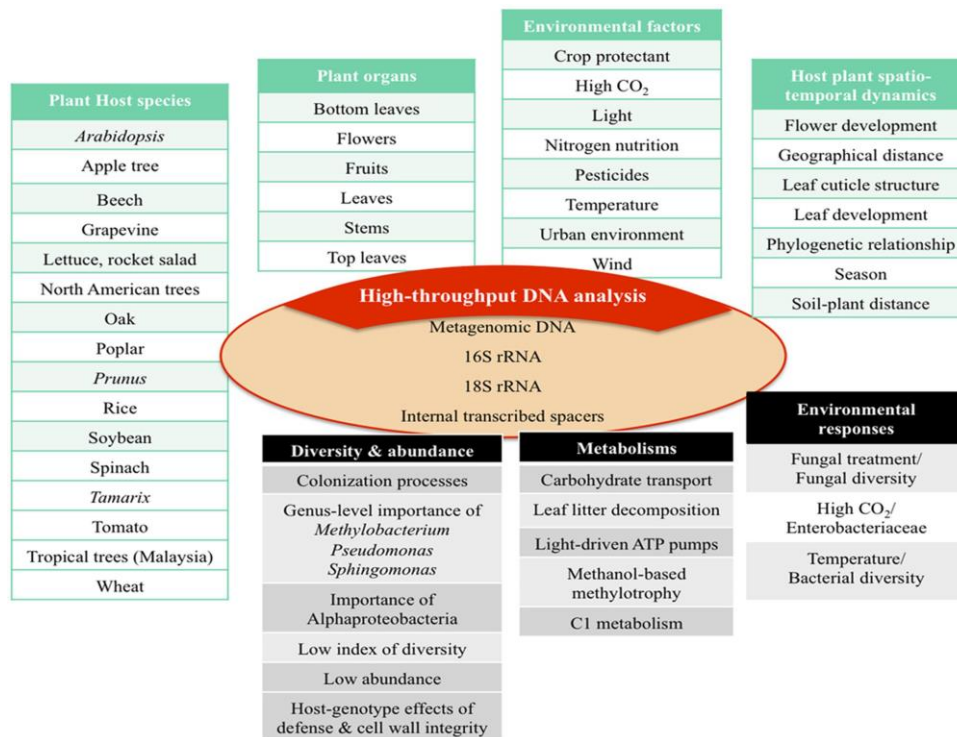 Plant Host species
Arabidopsis
Apple tree
Beech
Grapevine
Lettuce, rocket salad
North American trees
Oak
Poplar
Prunus
Rice
Soybean
Spinach
Tamarix
Tomato
Tropical trees (Malaysia)
Wheat
Plant organs
Bottom leaves
Flowers
Fruits
Leaves
Stems
Top leaves
Environmental factors
Crop protectant
High CO₂
Light
Nitrogen nutrition
Pesticides
Temperature
Urban environment
Wind
Host plant spatio-
temporal dynamics
Flower development
Geographical distance
Leaf cuticle structure
Leaf development
Phylogenetic relationship
Season
Soil-plant distance
High-throughput DNA analysis
Metagenomic DNA
16S rRNA
18S rRNA
Internal transcribed spacers
Diversity & abundance
Colonization processes
Genus-level importance of
Methylobacterium
Pseudomonas
Sphingomonas
Importance of
Alphaproteobacteria
Low index of diversity
Low abundance
Host-genotype effects of
defense & cell wall integrity
Metabolisms
Carbohydrate transport
Leaf litter decomposition
Light-driven ATP pumps
Methanol-based
methylotrophy
C1 metabolism
Environmental
responses
Fungal treatment/
Fungal diversity
High CO₂/
Enterobacteriaceae
Temperature/
Bacterial diversity